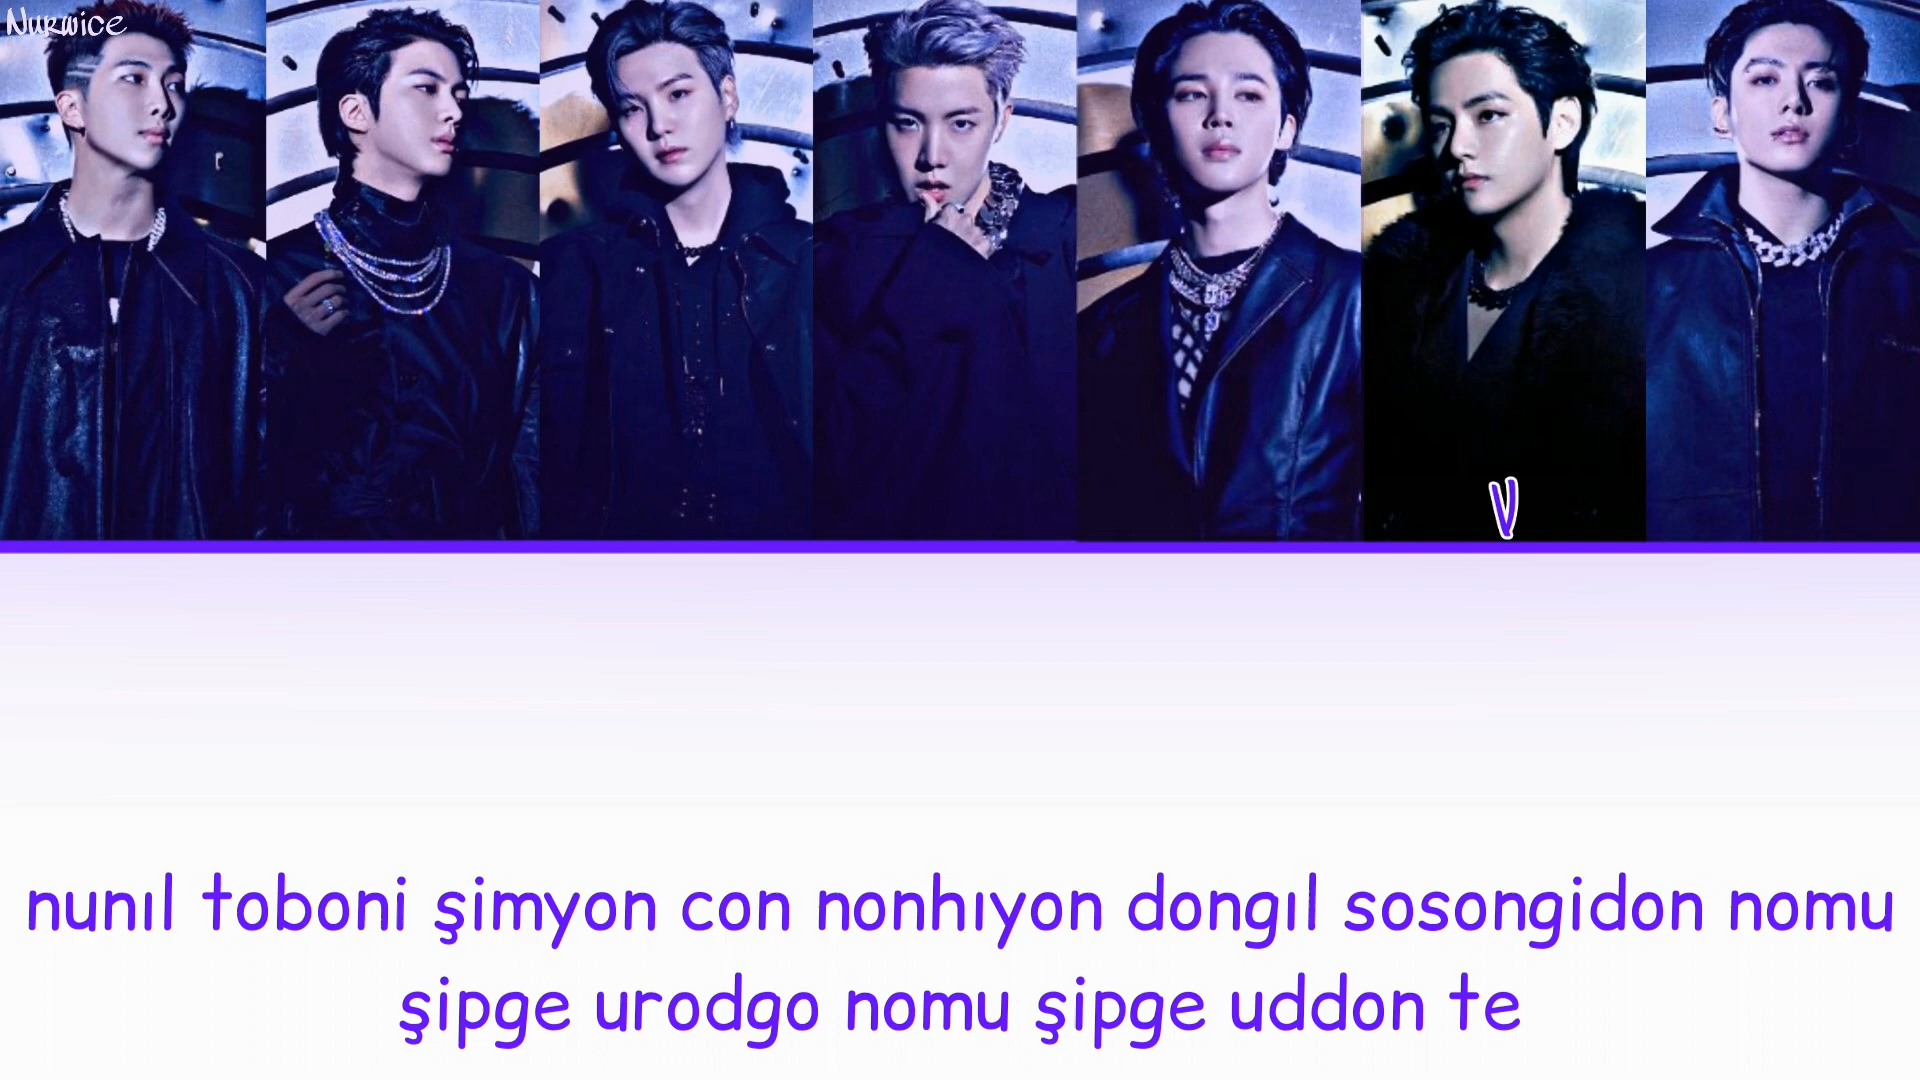 Nurwice
V
nunıl toboni şimyon con nonhıyon dongıl sosongidon nomu
şipge urodgo nomu şipge uddon te